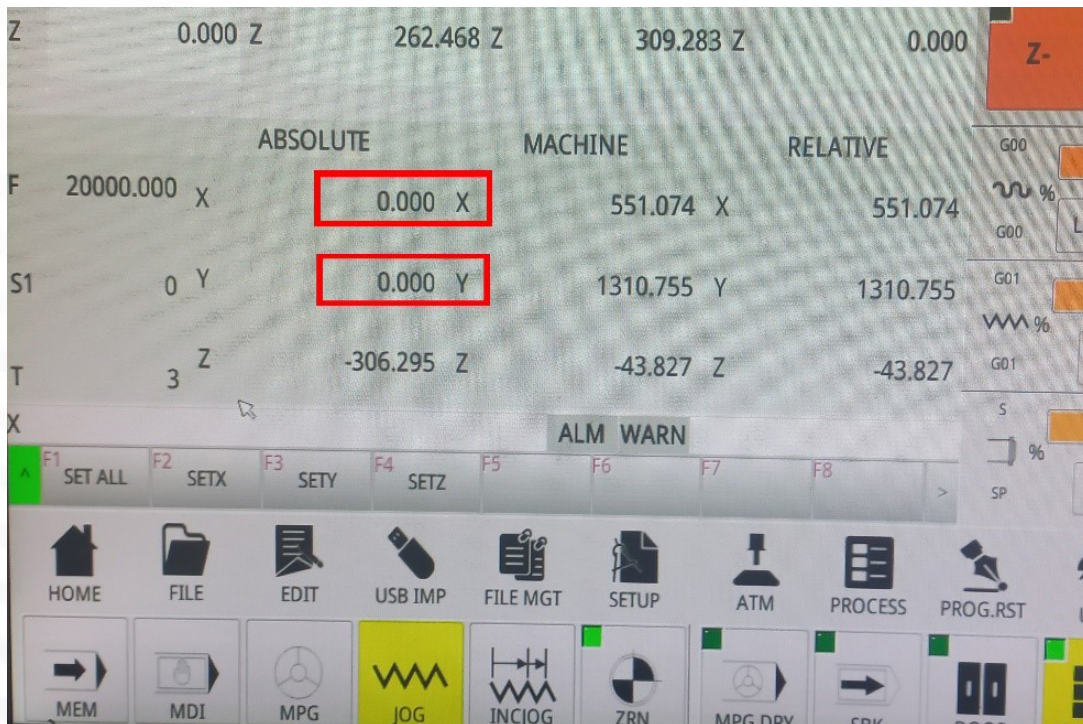 Z 0.000 Z 262.468 Z 309.283 Z 0.000
Z-
ABSOLUTE MACHINE RELATIVE
F 20000.000 X 0.000 X 551.074 X 551.074
S1 0 Y 0.000 Y 1310.755 Y 1310.755
T 3 Z -306.295 Z -43.827 Z -43.827
X
ALM WARN
G00
%
G00
G01
%
G01
S
%
SP
^ F1 SET ALL F2 SETX F3 SETY F4 SETZ F5 F6 F7 F8 >
HOME FILE EDIT USB IMP FILE MGT SETUP ATM PROCESS PROG.RST
MEM MDI MPG JOG INCJOG ZRN MPG DRY